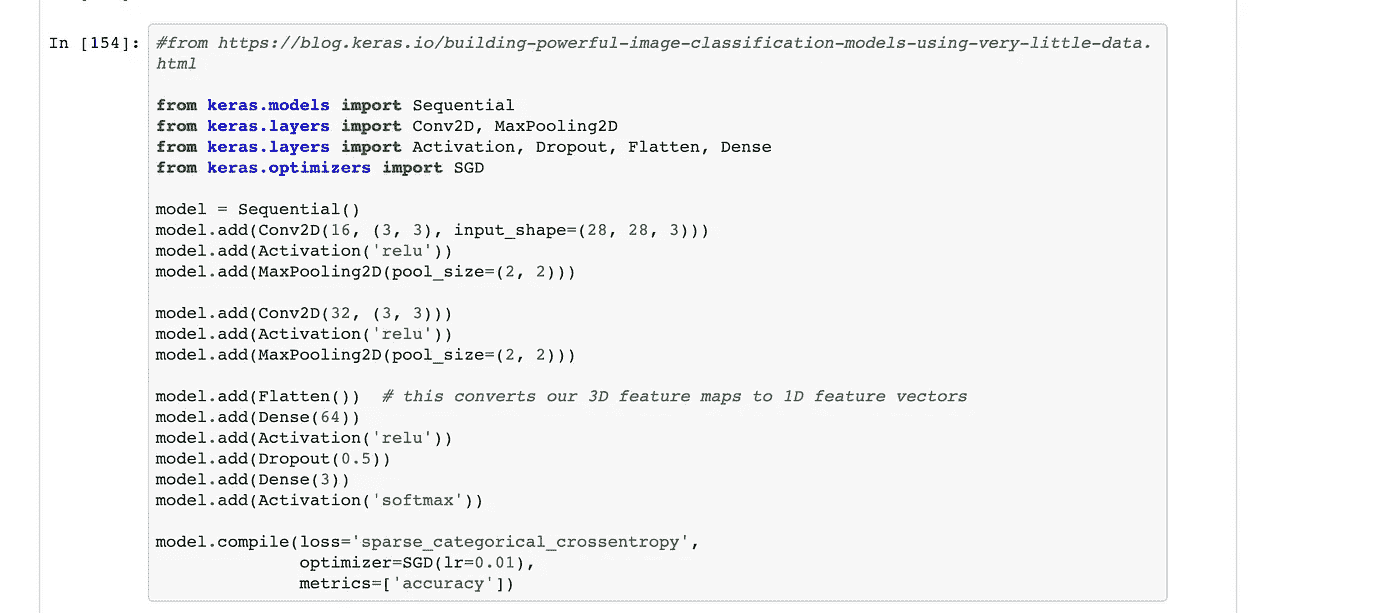 In [154]: #from https://blog.keras.io/building-powerful-image-classification-models-using-very-little-data.
html
from keras.models import Sequential
from keras.layers import Conv2D, MaxPooling2D
from keras.layers import Activation, Dropout, Flatten, Dense
from keras.optimizers import SGD
model = Sequential()
model.add(Conv2D(16, (3, 3), input_shape=(28, 28, 3)))
model.add(Activation('relu'))
model.add(MaxPooling2D(pool_size=(2, 2)))
model.add(Conv2D(32, (3, 3)))
model.add(Activation('relu'))
model.add(MaxPooling2D(pool_size=(2, 2)))
model.add(Flatten())  # this converts our 3D feature maps to 1D feature vectors
model.add(Dense(64))
model.add(Activation('relu'))
model.add(Dropout(0.5))
model.add(Dense(3))
model.add(Activation('softmax'))
model.compile(loss='sparse_categorical_crossentropy',
              optimizer=SGD(lr=0.01),
              metrics=['accuracy'])